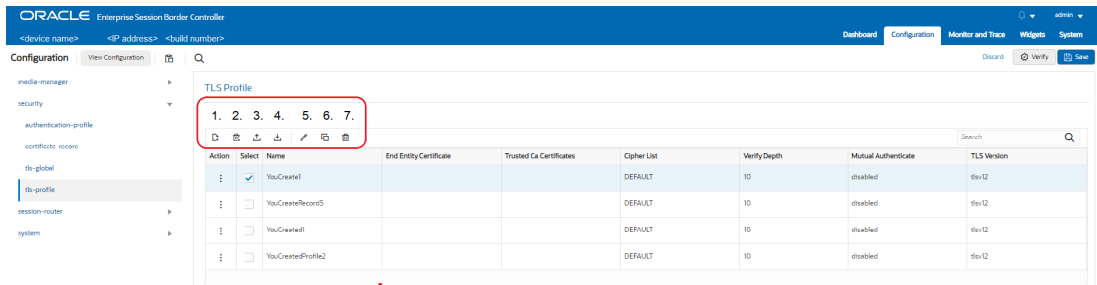 ORACLE Enterprise Session Border Controller
admin
<device name> <IP address> <build number>
Dashboard Configuration Monitor and Trace Widgets System
Configuration View Configuration Discard Verify Save
media-manager
security
authentication-profile
certificate-record
tls-global
tls-profile
session-router
system
TLS Profile
1. 2. 3. 4. 5. 6. 7.
Search
Action Select Name End Entity Certificate Trusted Ca Certificates Cipher List Verify Depth Mutual Authenticate TLS Version
YouCreate1 DEFAULT 10 disabled tlsv12
YouCreateRecord5 DEFAULT 10 disabled tlsv12
YouCreated1 DEFAULT 10 disabled tlsv12
YouCreatedProfile2 DEFAULT 10 disabled tlsv12